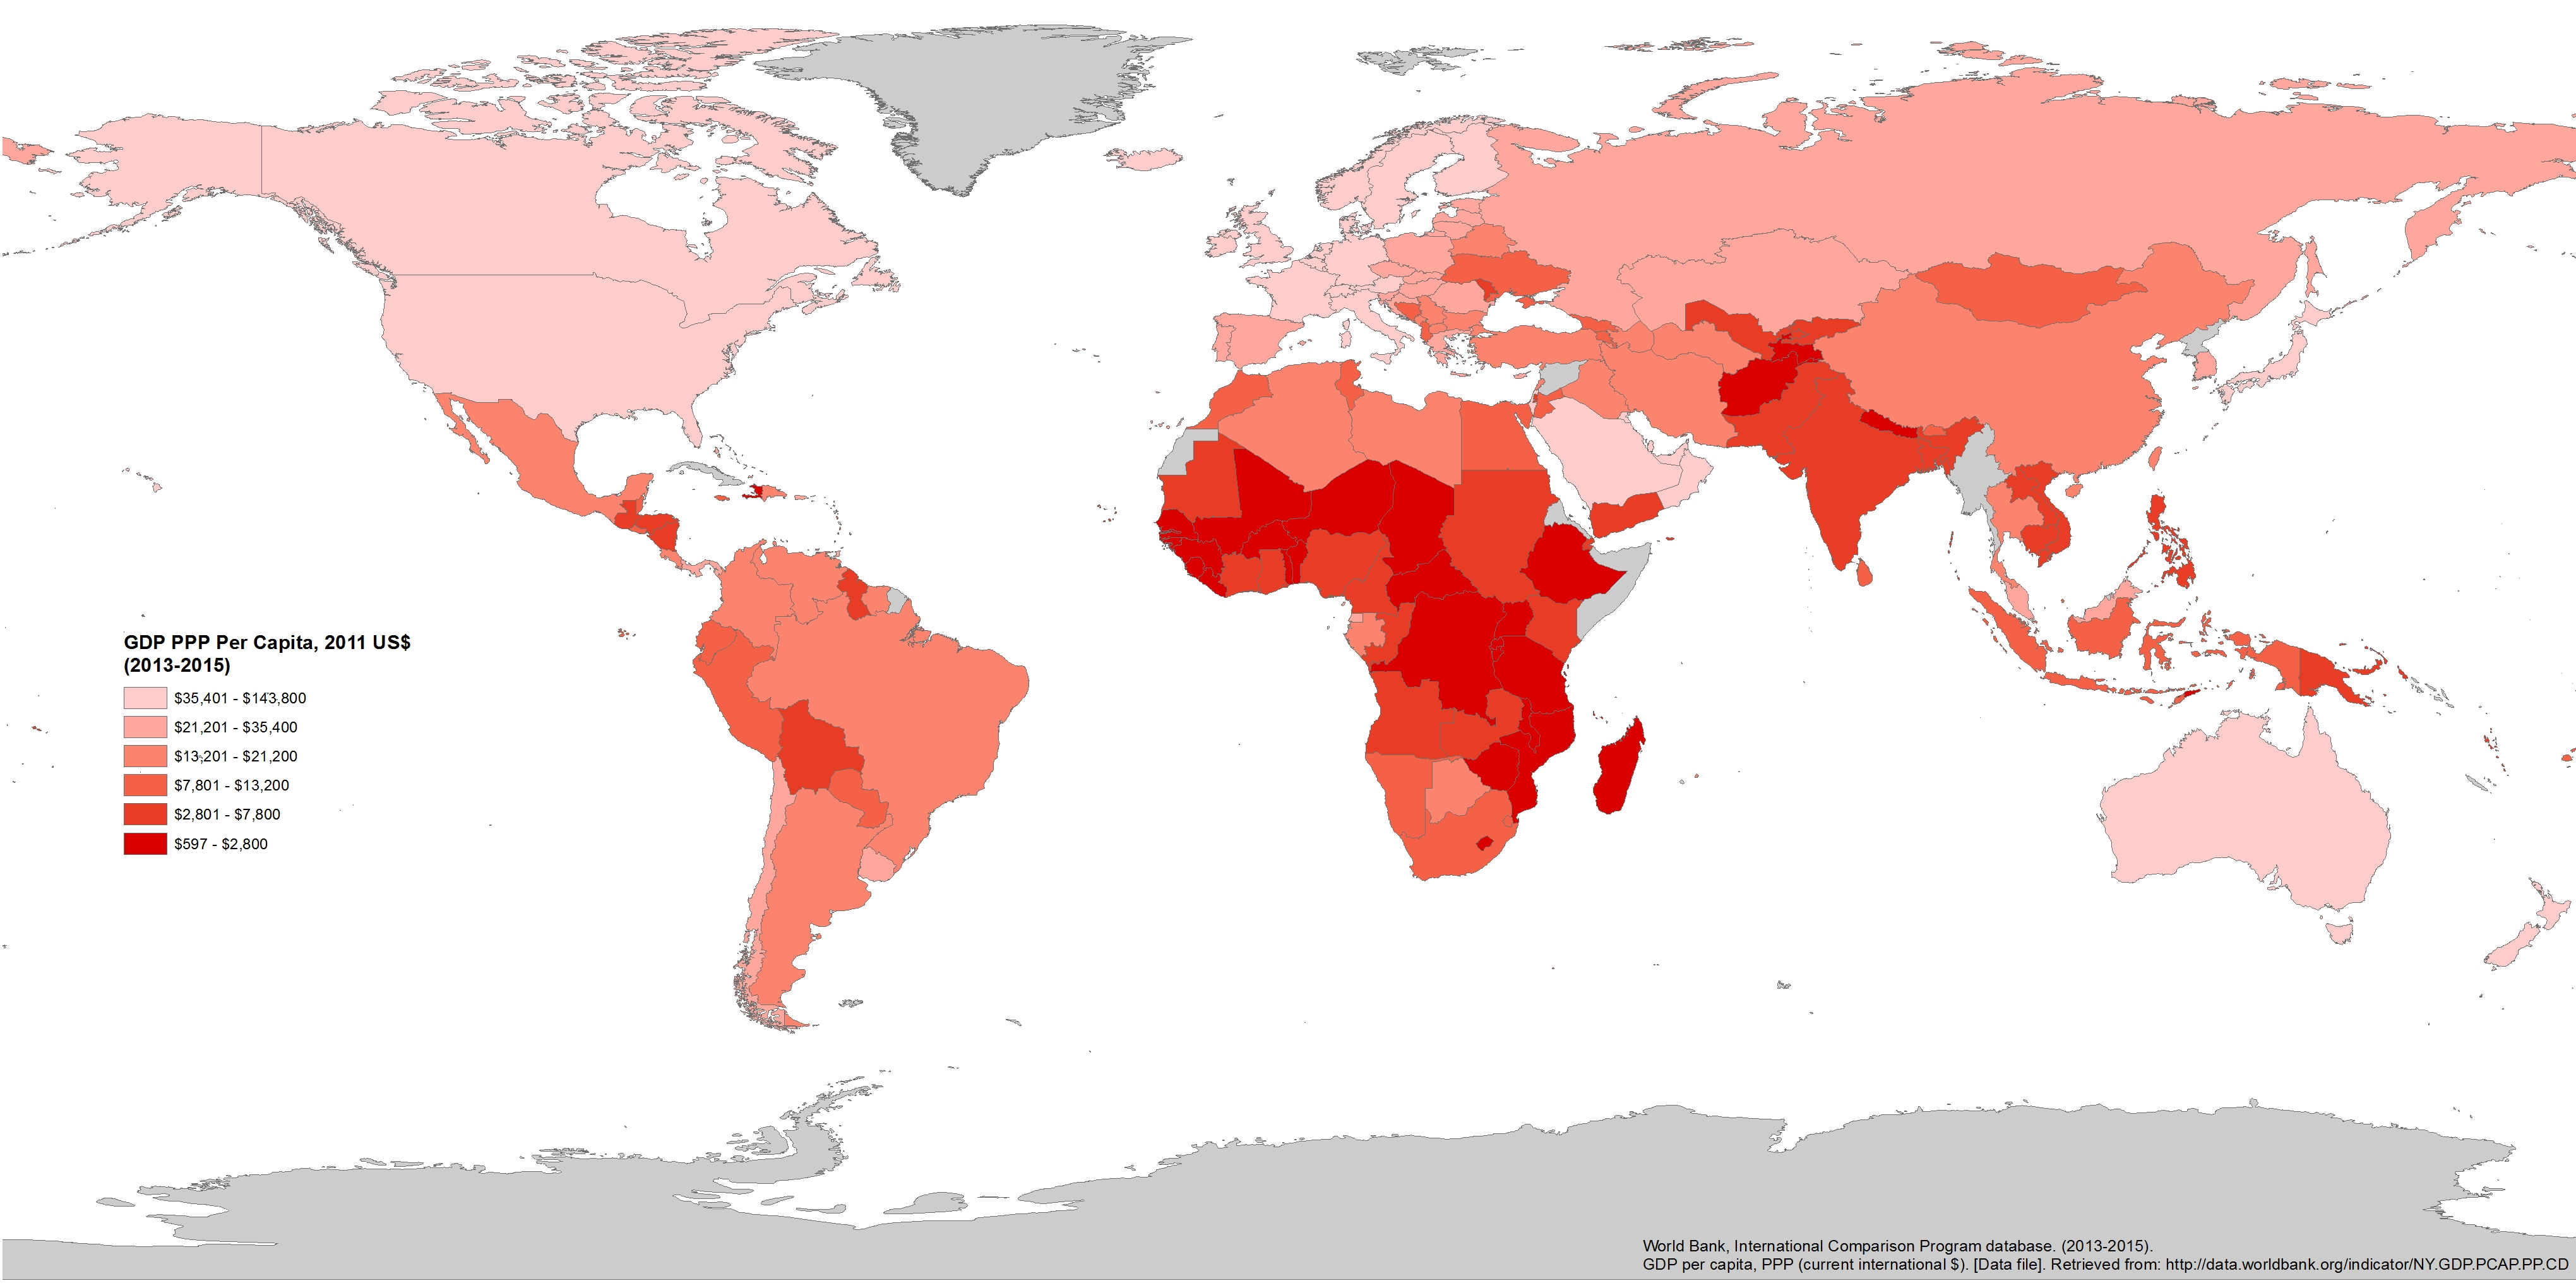 GDP PPP Per Capita, 2011 US$
(2013-2015)
$35,401 - $143,800
$21,201 - $35,400
$13,201 - $21,200
$7,801 - $13,200
$2,801 - $7,800
$597 - $2,800
World Bank, International Comparison Program database. (2013-2015).
GDP per capita, PPP (current international $). [Data file]. Retrieved from: http://data.worldbank.org/indicator/NY.GDP.PCAP.PP.CD